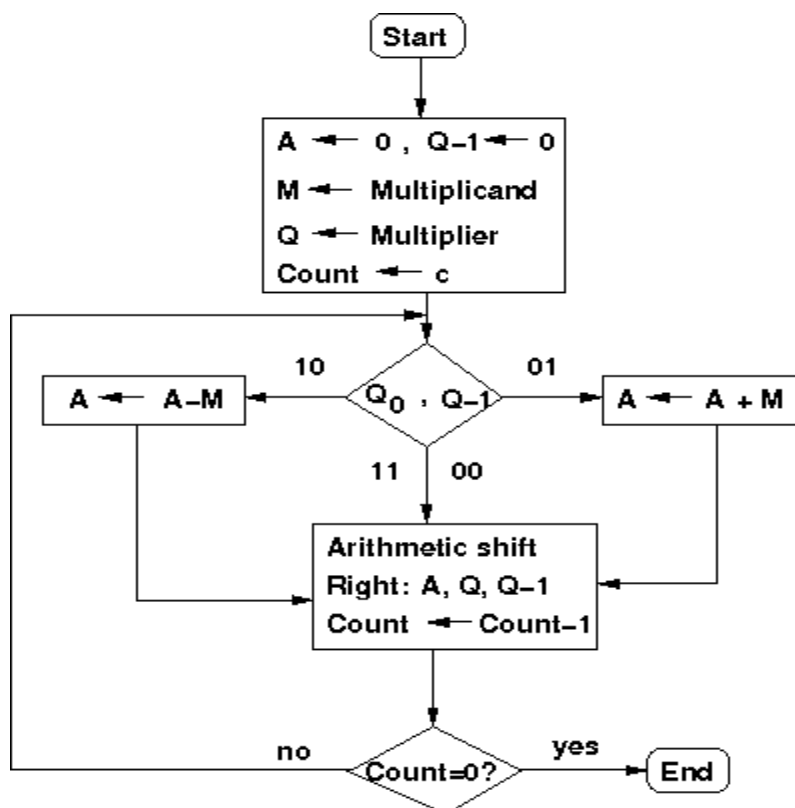 Start
A ← 0 , Q-1 ← 0
M ← Multiplicand
Q ← Multiplier
Count ← c
10
01
A ← A-M
Q0 , Q-1
A ← A + M
11
00
Arithmetic shift
Right: A, Q, Q-1
Count ← Count-1
no
yes
Count=0?
End